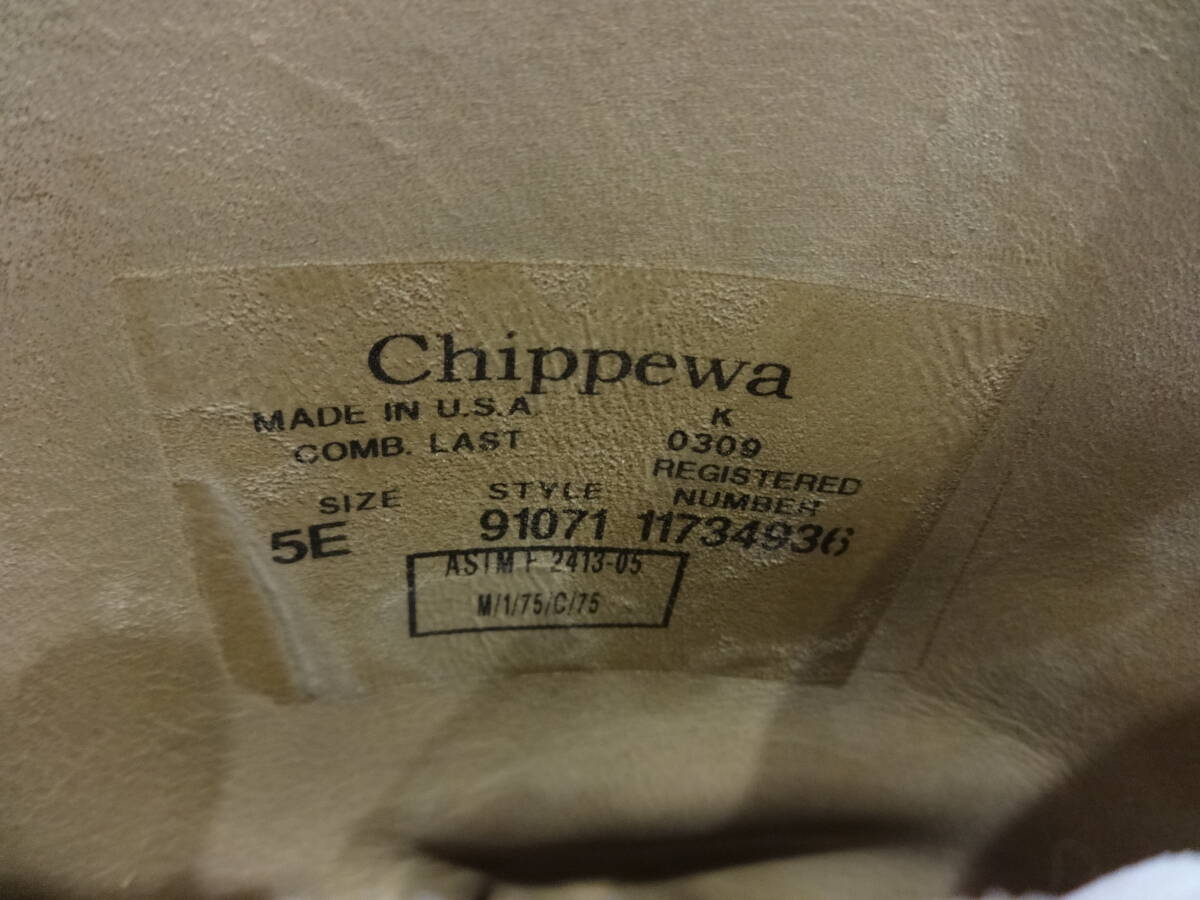 Chippewa
MADE IN U.S.A K
COMB. LAST 0309
REGISTERED
SIZE STYLE NUMBER
5E 91071 11734936
ASTM F 2413-05
M/1/75/C/75